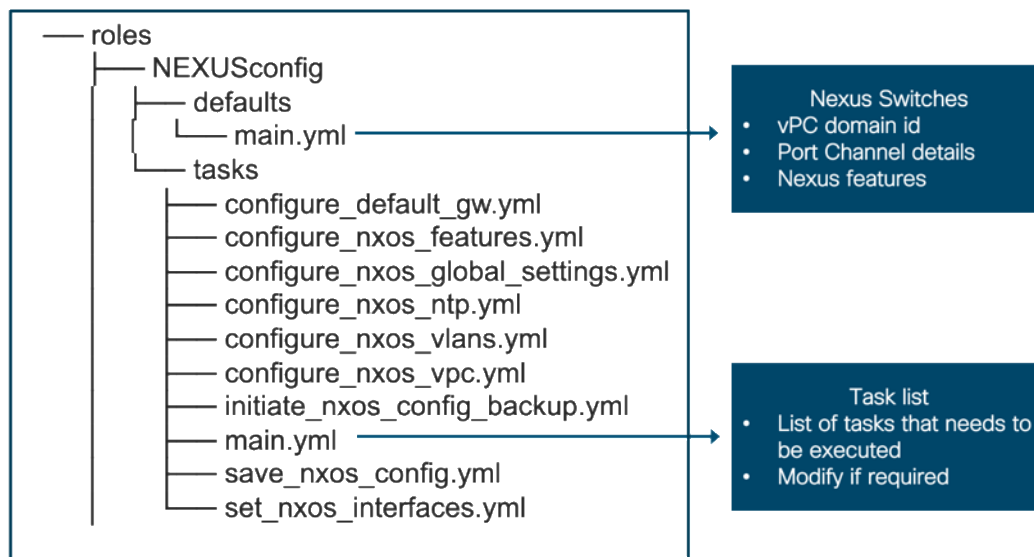 roles
NEXUSconfig
defaults
main.yml
tasks
configure_default_gw.yml
configure_nxos_features.yml
configure_nxos_global_settings.yml
configure_nxos_ntp.yml
configure_nxos_vlans.yml
configure_nxos_vpc.yml
initiate_nxos_config_backup.yml
main.yml
save_nxos_config.yml
set_nxos_interfaces.yml
Nexus Switches
• vPC domain id
• Port Channel details
• Nexus features
Task list
• List of tasks that needs to
be executed
• Modify if required